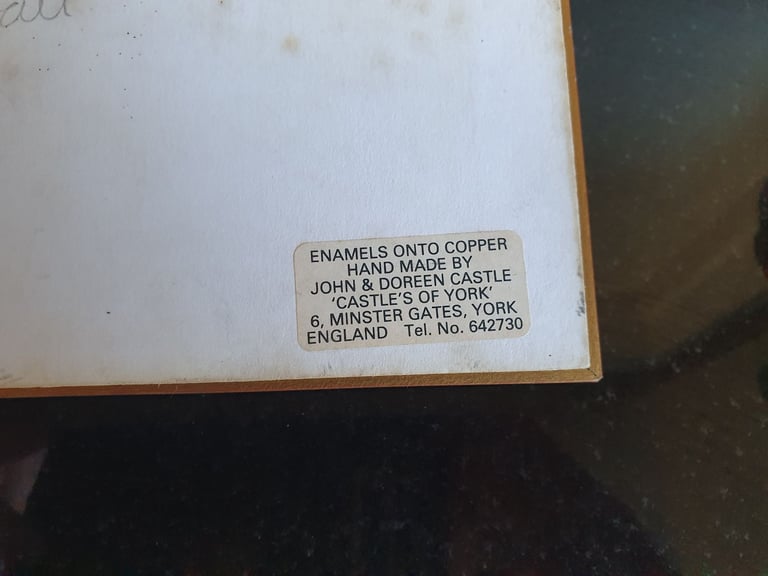 ENAMELS ONTO COPPER
HAND MADE BY
JOHN & DOREEN CASTLE
'CASTLE'S OF YORK'
6, MINSTER GATES, YORK
ENGLAND Tel. No. 642730